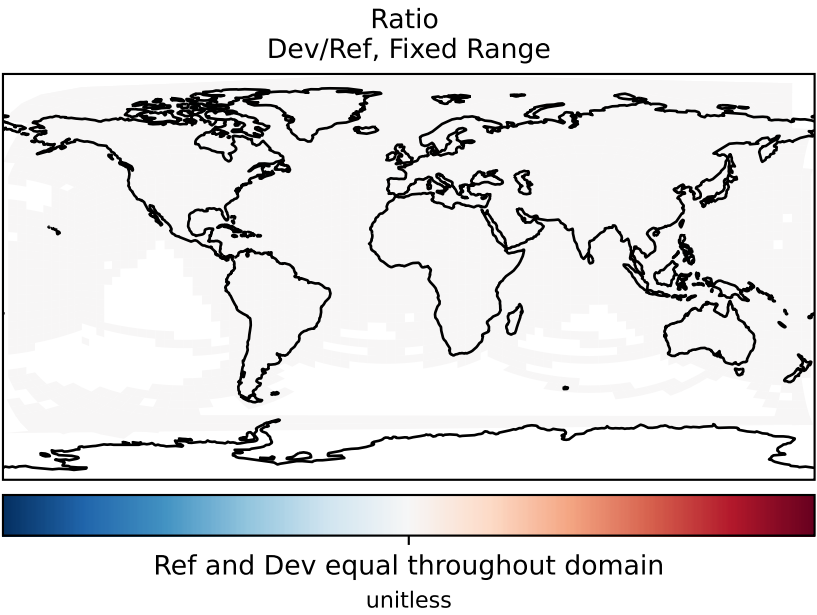 Ratio
Dev/Ref, Fixed Range
Ref and Dev equal throughout domain
unitless